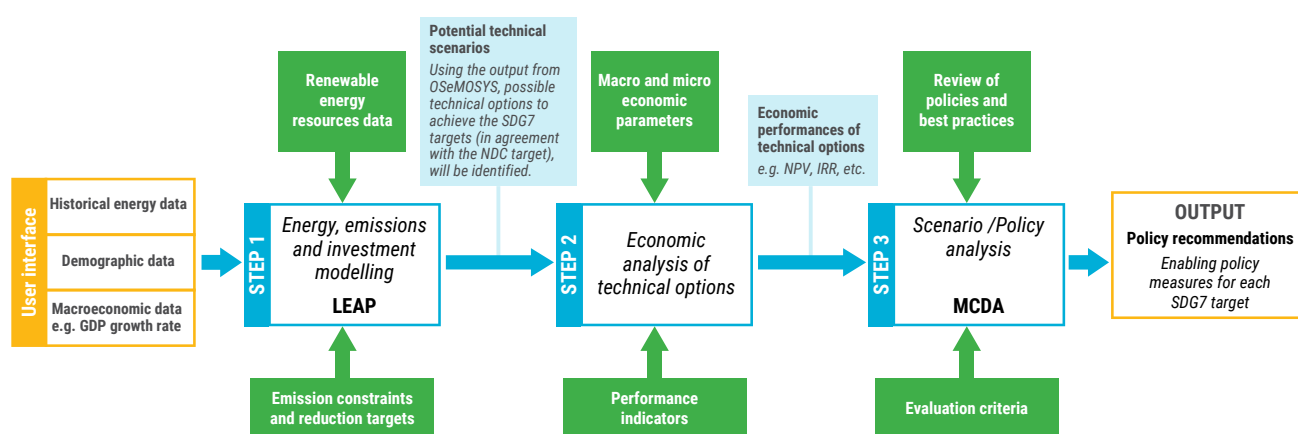 User interface
Historical energy data
Demographic data
Macroeconomic data
e.g. GDP growth rate
Renewable
energy
resources data
STEP 1
Energy, emissions
and investment
modelling
LEAP
Emission constraints
and reduction targets
Potential technical
scenarios
Using the output from
OSeMOSYS, possible
technical options to
achieve the SDG7
targets (in agreement
with the NDC target),
will be identified.
Macro and micro
economic
parameters
STEP 2
Economic
analysis of
technical options
Performance
indicators
Economic
performances of
technical options
e.g. NPV, IRR, etc.
Review of
policies and
best practices
STEP 3
Scenario /Policy
analysis
MCDA
Evaluation criteria
OUTPUT
Policy recommendations
Enabling policy
measures for each
SDG7 target